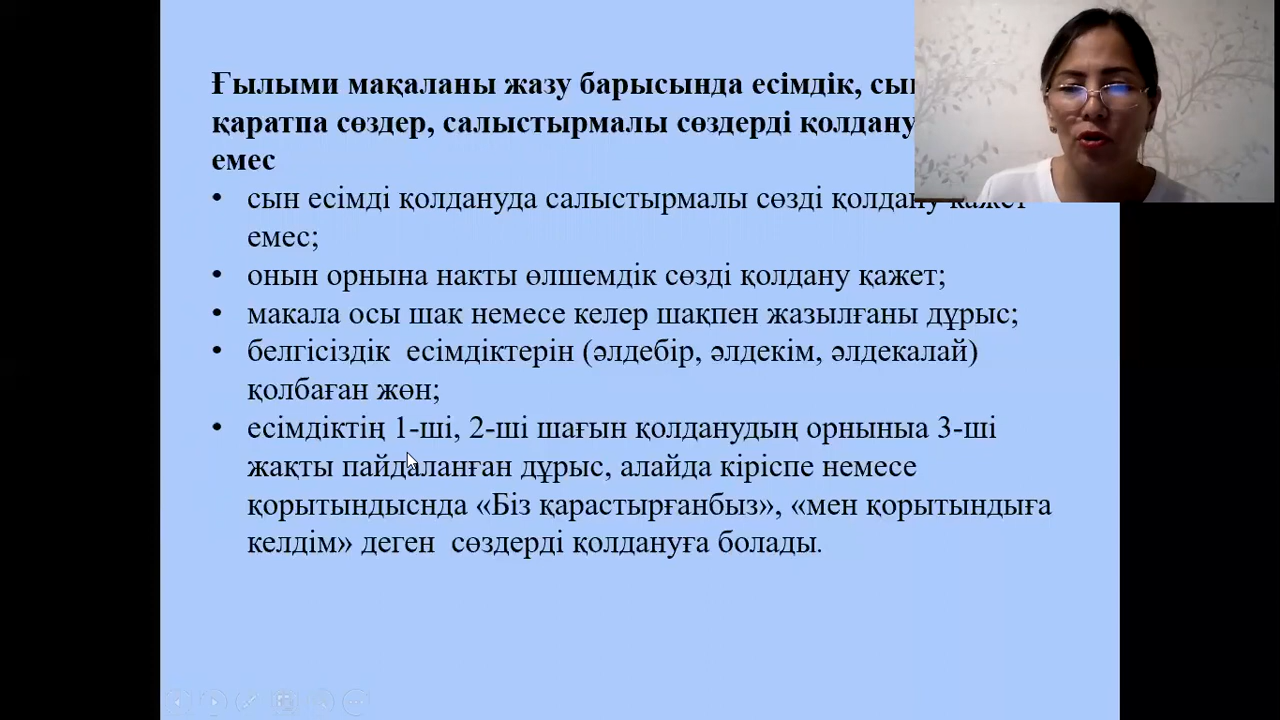 Ғылыми мақаланы жазу барысында есімдік,
қаратпа сөздер, салыстырмалы сөздерді қолдану
емес
• сын есімді қолдануда салыстырмалы сөзді қолдану қажет
емес;
• онын орнына накты өлшемдік сөзді қолдану қажет;
• макала осы шак немесе келер шақпен жазылғаны дұрыс;
• белгісіздік есімдіктерін (әлдебір, әлдекім, әлдекалай)
қолбаған жөн;
• есімдіктің 1-ші, 2-ші шағын қолданудың орныныа 3-ші
жақты пайдаланған дұрыс, алайда кіріспе немесе
қорытындыснда «Біз қарастырғанбыз», «мен қорытындыға
келдім» деген сөздерді қолдануға болады.